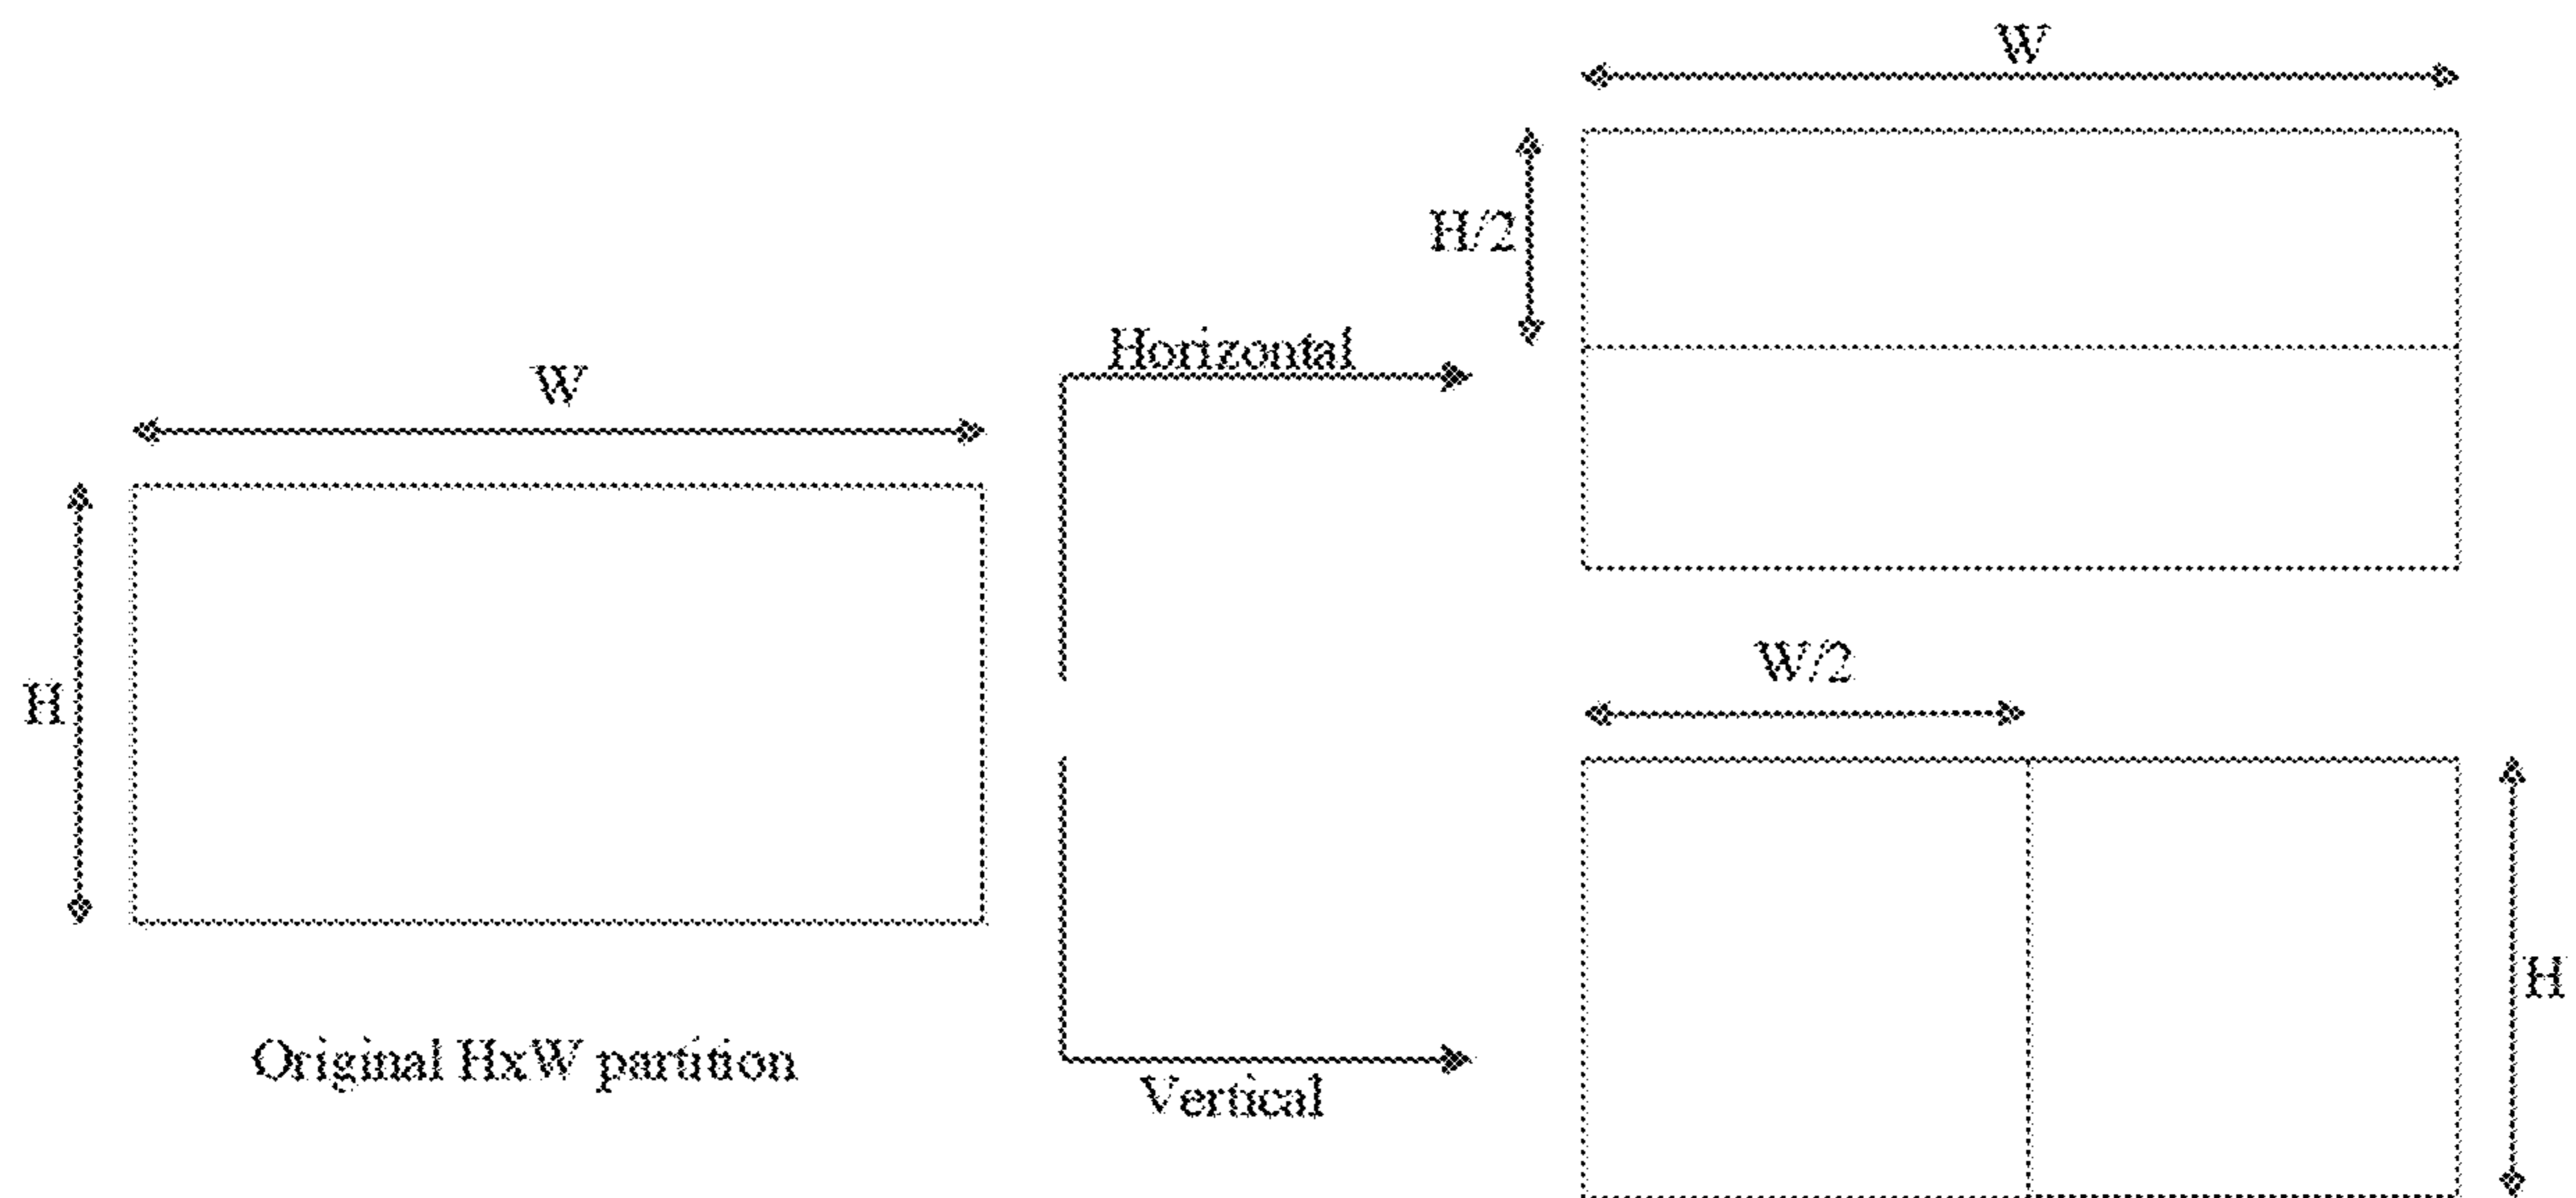 W
H
Original HxW partition
Horizontal
Vertical
W
H/2
W/2
H